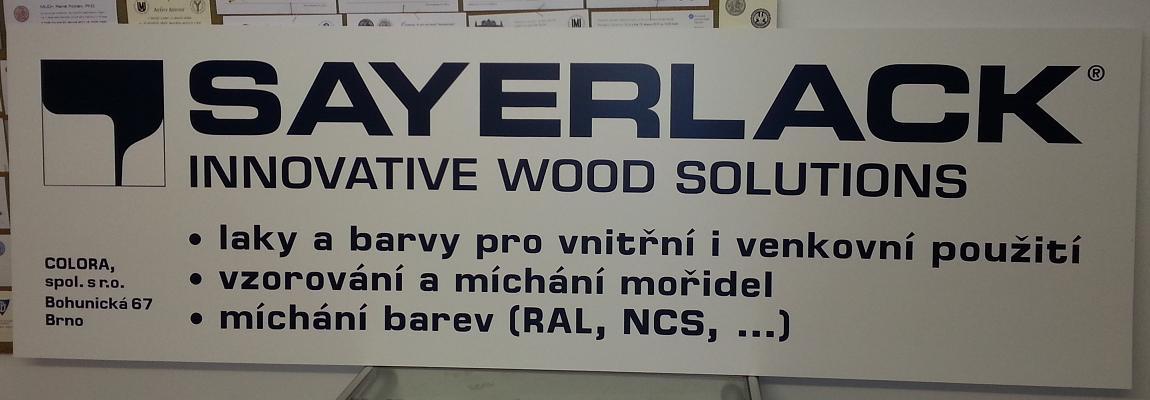 SAYERLACK®
INNOVATIVE WOOD SOLUTIONS
• laky a barvy pro vnitřní i venkovní použití
• vzorování a míchání mořidel
• míchání barev (RAL, NCS, ...)
COLORA,
spol. s r.o.
Bohunická 67
Brno